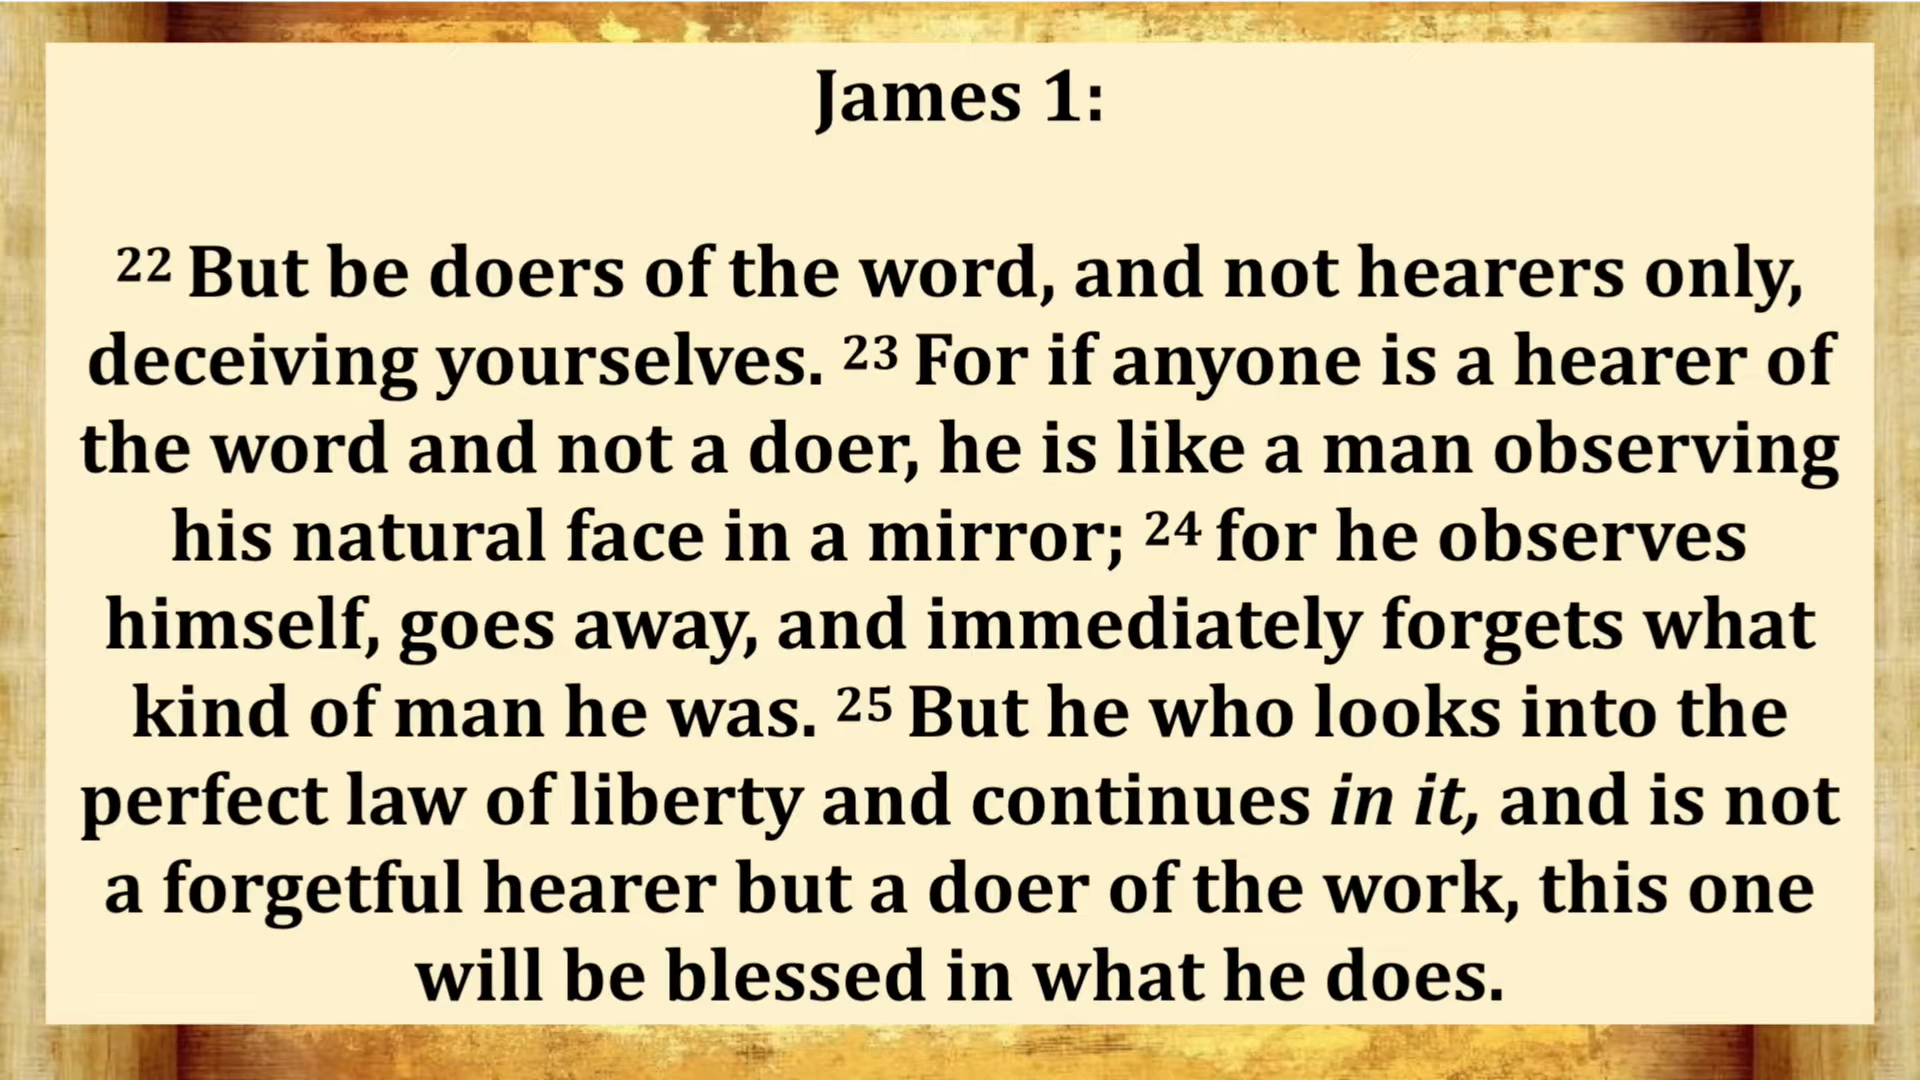 James 1:
22 But be doers of the word, and not hearers only,
deceiving yourselves. 23 For if anyone is a hearer of
the word and not a doer, he is like a man observing
his natural face in a mirror; 24 for he observes
himself, goes away, and immediately forgets what
kind of man he was. 25 But he who looks into the
perfect law of liberty and continues in it, and is not
a forgetful hearer but a doer of the work, this one
will be blessed in what he does.